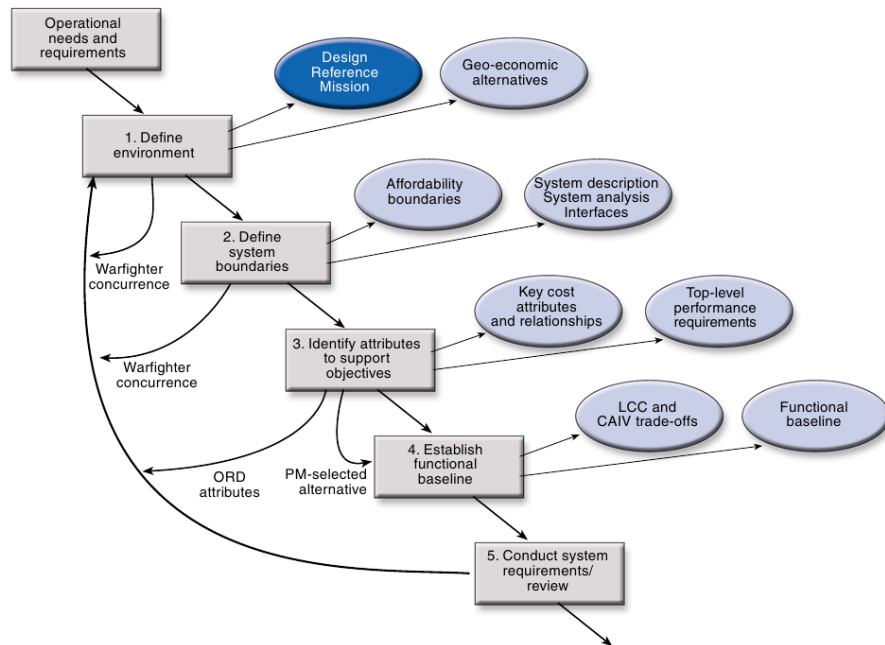 Operational
needs and
requirements
Design
Reference
Mission
Geo-economic
alternatives
1. Define
environment
Affordability
boundaries
System description
System analysis
Interfaces
2. Define
system
boundaries
Warfighter
concurrence
Key cost
attributes
and relationships
Top-level
performance
requirements
3. Identify attributes
to support
objectives
Warfighter
concurrence
LCC and
CAIV trade-offs
Functional
baseline
4. Establish
functional
baseline
ORD
attributes
PM-selected
alternative
5. Conduct system
requirements/
review